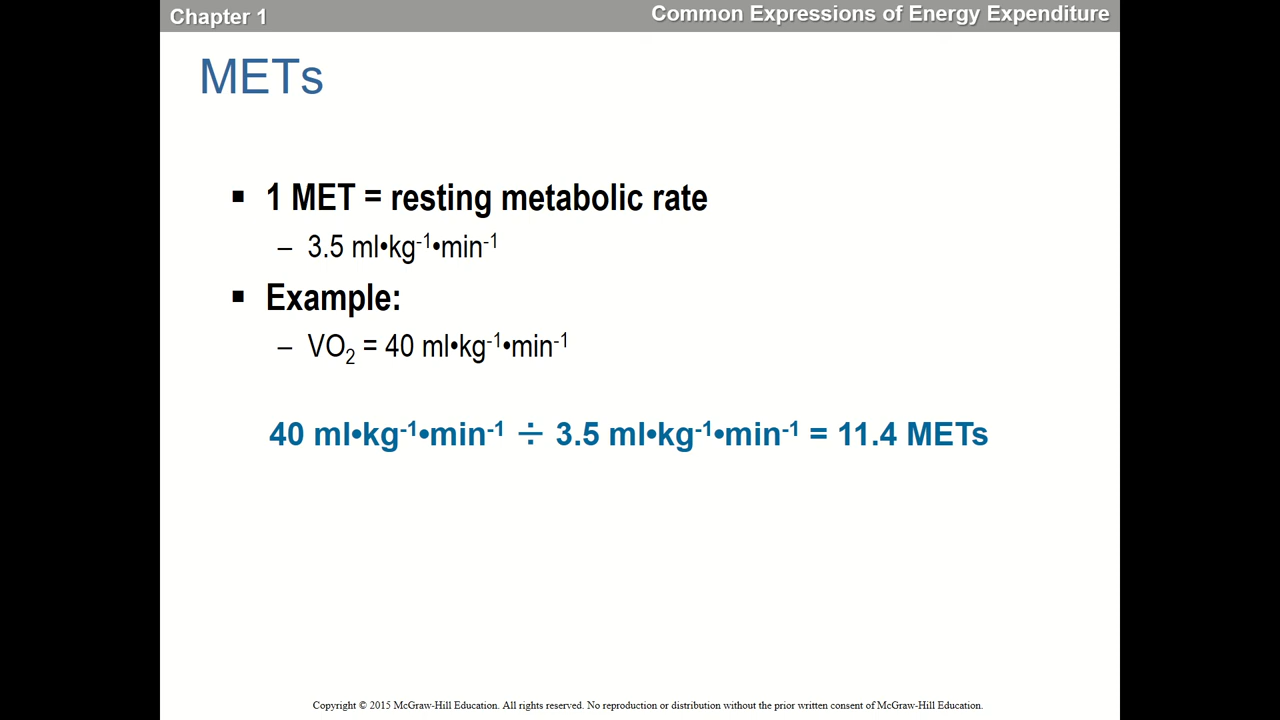 Chapter 1
Common Expressions of Energy Expenditure
METs
▪ 1 MET = resting metabolic rate
– 3.5 ml•kg⁻¹•min⁻¹
▪ Example:
– VO₂ = 40 ml•kg⁻¹•min⁻¹
40 ml•kg⁻¹•min⁻¹ ÷ 3.5 ml•kg⁻¹•min⁻¹ = 11.4 METs
Copyright © 2015 McGraw-Hill Education. All rights reserved. No reproduction or distribution without the prior written consent of McGraw-Hill Education.